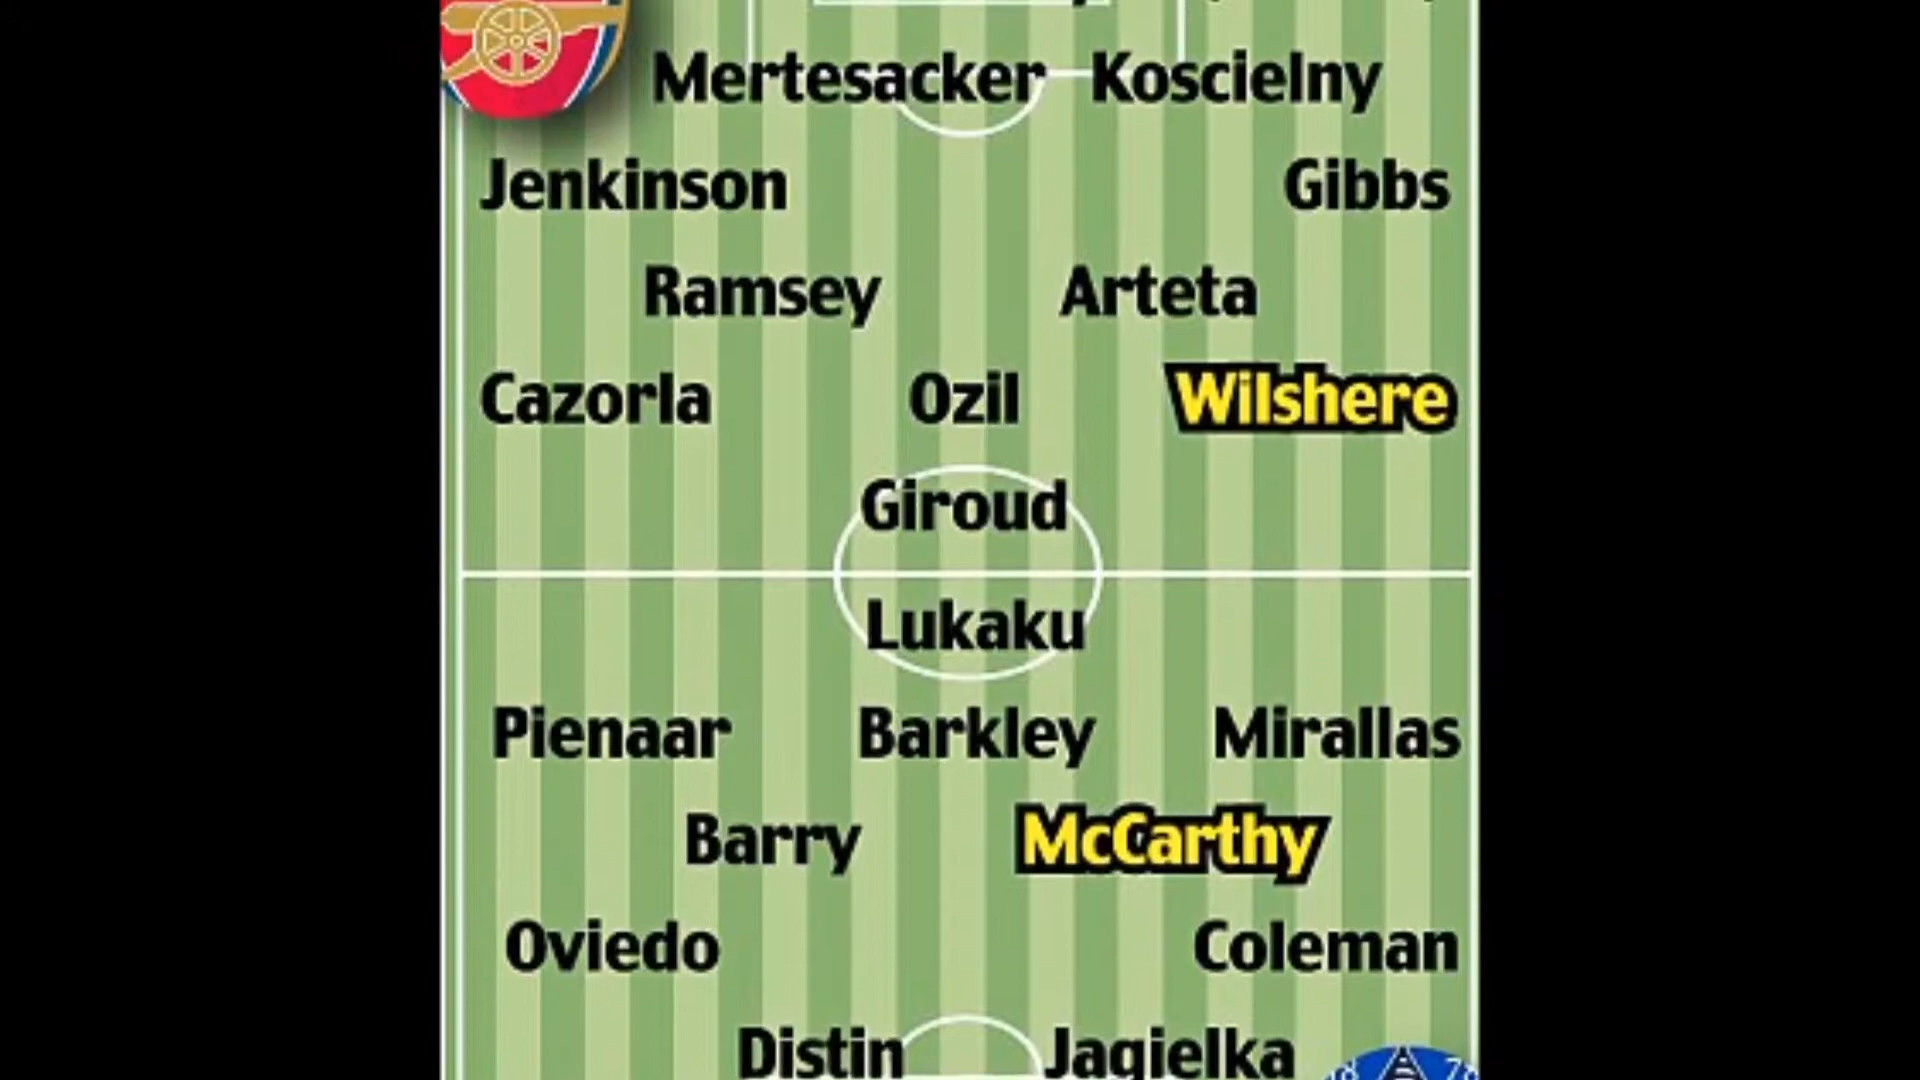 Mertesacker Koscielny
Jenkinson Gibbs
Ramsey Arteta
Cazorla Ozil Wilshere
Giroud
Lukaku
Pienaar Barkley Mirallas
Barry McCarthy
Oviedo Coleman
Distin Jagielka